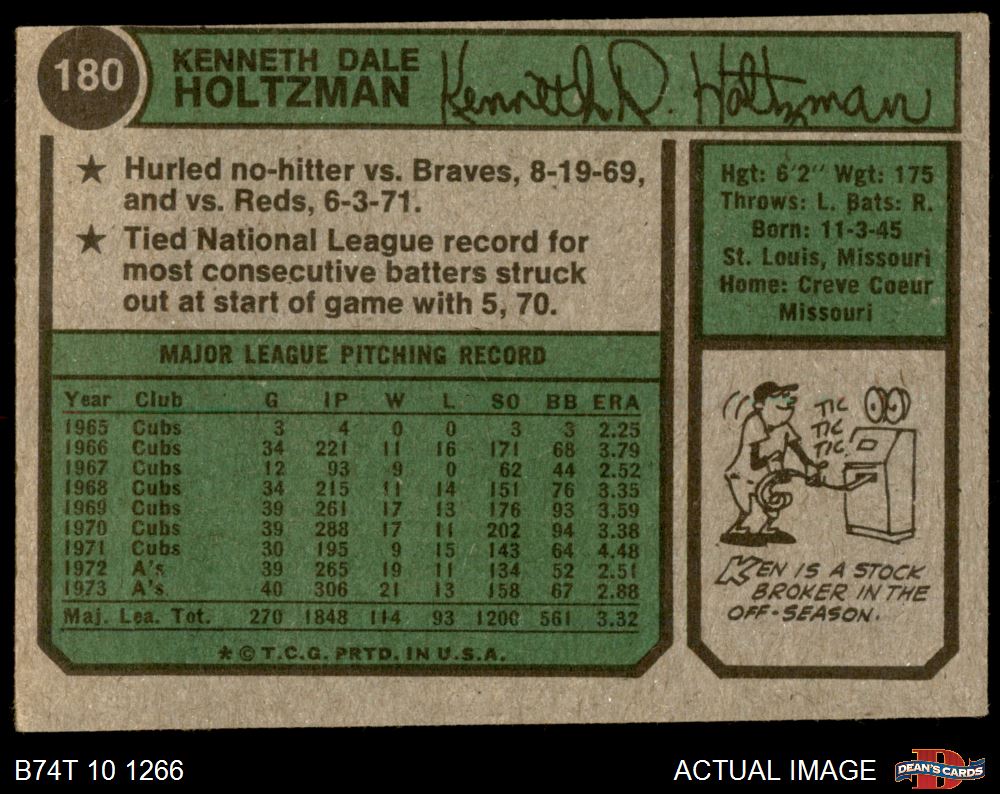 180
KENNETH DALE
HOLTZMAN
Kenneth D. Holtzman
★ Hurled no-hitter vs. Braves, 8-19-69,
and vs. Reds, 6-3-71.
★ Tied National League record for
most consecutive batters struck
out at start of game with 5, 70.
Hgt: 6'2" Wgt: 175
Throws: L. Bats: R.
Born: 11-3-45
St. Louis, Missouri
Home: Creve Coeur
Missouri
MAJOR LEAGUE PITCHING RECORD
Year Club G IP W L SO BB ERA
1965 Cubs 3 4 0 0 3 3 2.25
1966 Cubs 34 221 11 16 171 68 3.79
1967 Cubs 12 93 9 0 62 44 2.52
1968 Cubs 34 215 11 14 151 76 3.35
1969 Cubs 39 261 17 13 176 93 3.59
1970 Cubs 39 288 17 11 202 94 3.38
1971 Cubs 30 195 9 15 143 64 4.48
1972 A's 39 265 19 11 134 52 2.51
1973 A's 40 306 21 13 158 67 2.88
Maj. Lea. Tot. 270 1848 114 93 1200 561 3.32
* © T.C.G. PRTD. IN U.S.A.
TIC
TIC
TIC
KEN IS A STOCK
BROKER IN THE
OFF-SEASON.
B74T 10 1266
ACTUAL IMAGE
DEAN'S CARDS